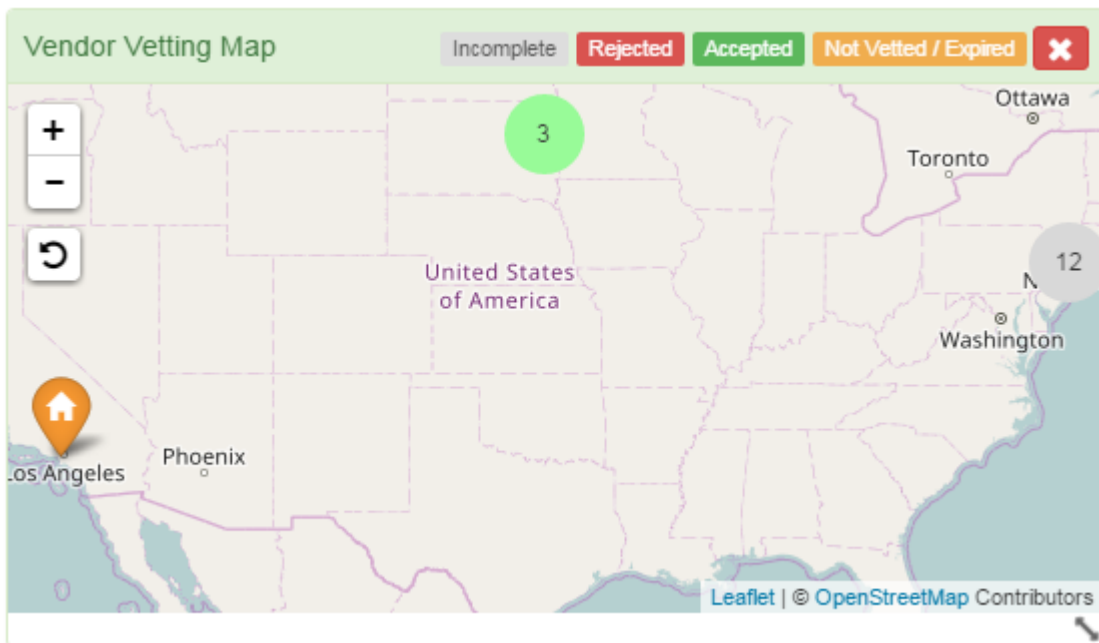 Vendor Vetting Map
Incomplete
Rejected
Accepted
Not Vetted / Expired
+
-
3
Ottawa
Toronto
12
United States
of America
N
Washington
Phoenix
Los Angeles
Leaflet | © OpenStreetMap Contributors